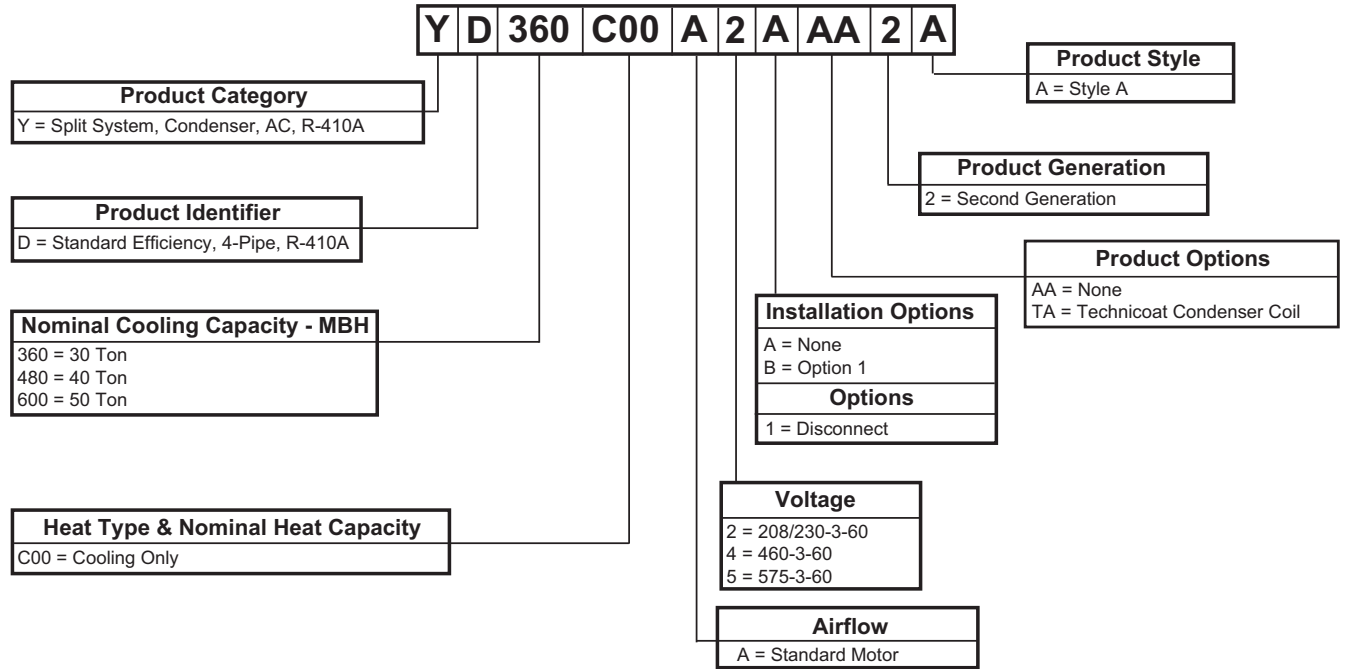 Y D 360 C00 A 2 A AA 2 A
Product Category
Y = Split System, Condenser, AC, R-410A
Product Identifier
D = Standard Efficiency, 4-Pipe, R-410A
Nominal Cooling Capacity - MBH
360 = 30 Ton
480 = 40 Ton
600 = 50 Ton
Heat Type & Nominal Heat Capacity
C00 = Cooling Only
Airflow
A = Standard Motor
Voltage
2 = 208/230-3-60
4 = 460-3-60
5 = 575-3-60
Installation Options
A = None
B = Option 1
Options
1 = Disconnect
Product Options
AA = None
TA = Technicoat Condenser Coil
Product Generation
2 = Second Generation
Product Style
A = Style A